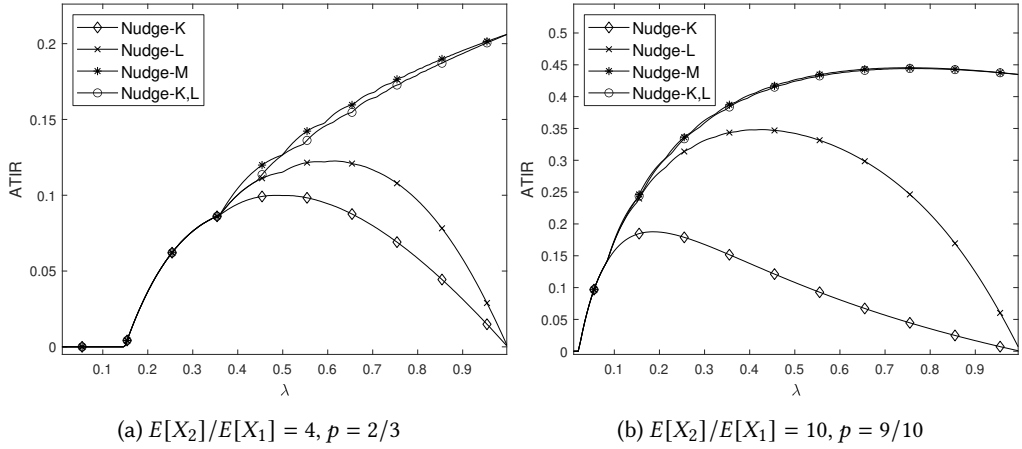 Nudge-K
Nudge-L
Nudge-M
Nudge-K,L
0.2
0.15
0.1
0.05
0
ATIR
0.1 0.2 0.3 0.4 0.5 0.6 0.7 0.8 0.9
λ
(a) E[X₂]/E[X₁] = 4, p = 2/3
Nudge-K
Nudge-L
Nudge-M
Nudge-K,L
0.5
0.45
0.4
0.35
0.3
0.25
0.2
0.15
0.1
0.05
0
ATIR
0.1 0.2 0.3 0.4 0.5 0.6 0.7 0.8 0.9
λ
(b) E[X₂]/E[X₁] = 10, p = 9/10